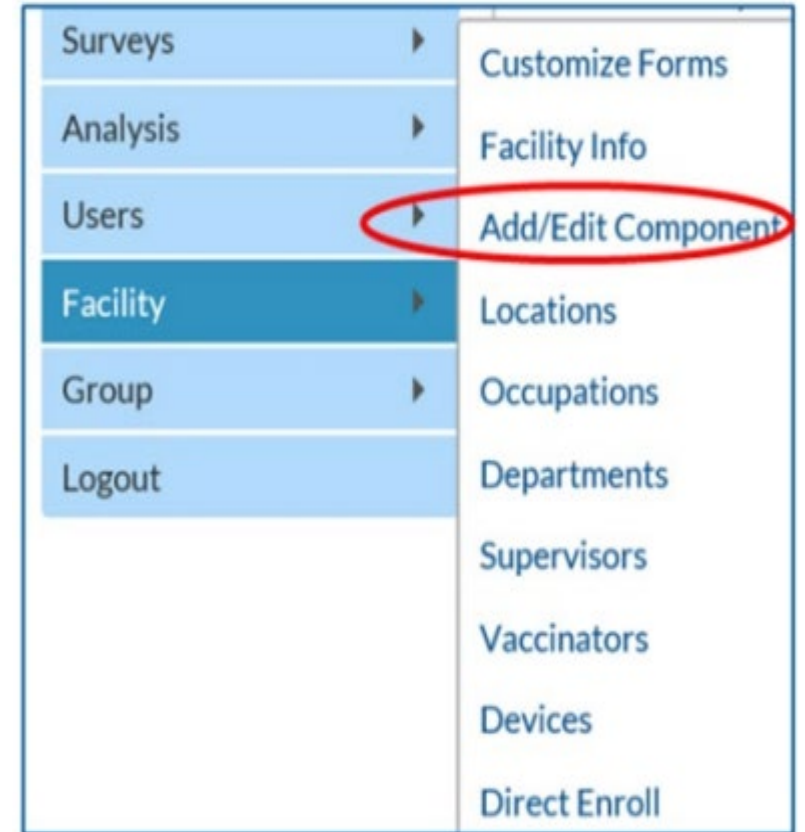 Surveys
Analysis
Users
Facility
Group
Logout
Customize Forms
Facility Info
Add/Edit Component
Locations
Occupations
Departments
Supervisors
Vaccinators
Devices
Direct Enroll